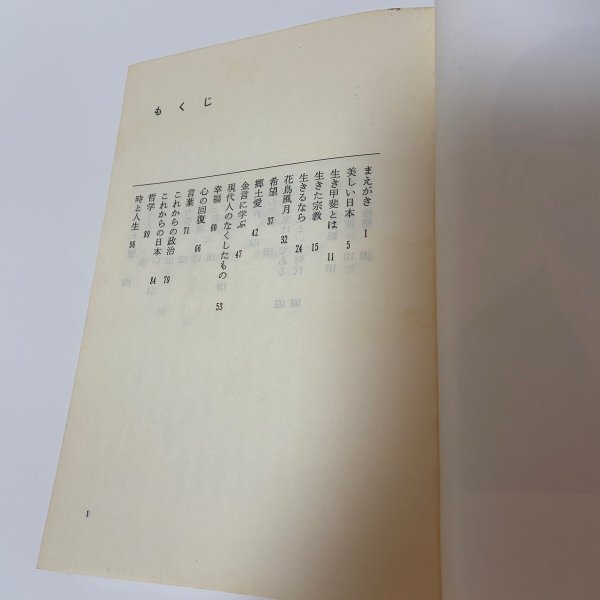 もくじ
まえがき 1
美しい日本 5
生き甲斐とは 11
生きた宗教 15
生きるなら 24
花鳥風月 32
希望 37
郷土愛 42
金言に学ぶ 47
現代人のなくしたもの 53
幸福 60
心の回復 66
言葉 71
これからの政治 79
これからの日本 84
哲学 89
時と人生 96
1